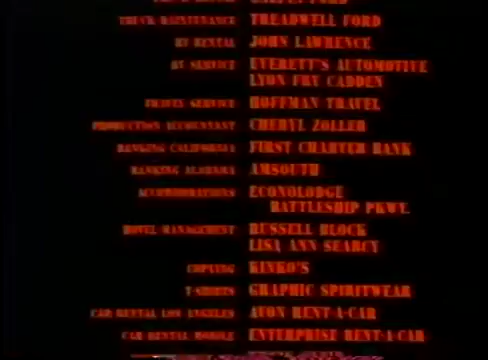 TRUCK MAINTENANCE TREADWELL FORD
RV RENTAL JOHN LAWRENCE
RV SERVICE EVERETT'S AUTOMOTIVE
LYON FRY CADDEN
TRAVEL SERVICE HOFFMAN TRAVEL
PRODUCTION ACCOUNTANT CHERYL ZOLLER
BANKING CALIFORNIA FIRST CHARTER BANK
BANKING ALABAMA AMSOUTH
ACCOMMODATIONS ECONOLODGE
BATTLESHIP PKWY.
HOTEL MANAGEMENT RUSSELL BLOCK
LISA ANN SEARCY
COPYING KINKO'S
T-SHIRTS GRAPHIC SPIRITWEAR
CAR RENTAL LOS ANGELES AVON RENT-A-CAR
CAR RENTAL MOBILE ENTERPRISE RENT-A-CAR